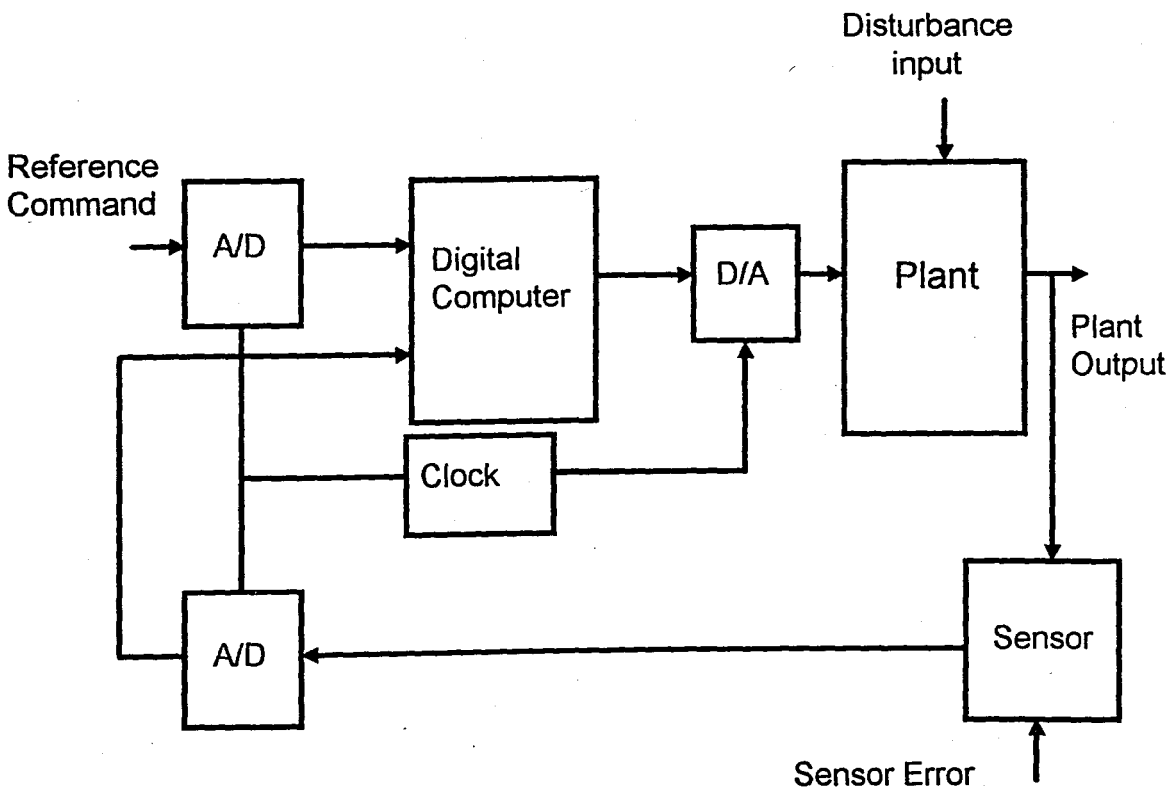 Disturbance
input
Reference
Command
A/D
Digital
Computer
D/A
Plant
Plant
Output
Clock
A/D
Sensor
Sensor Error